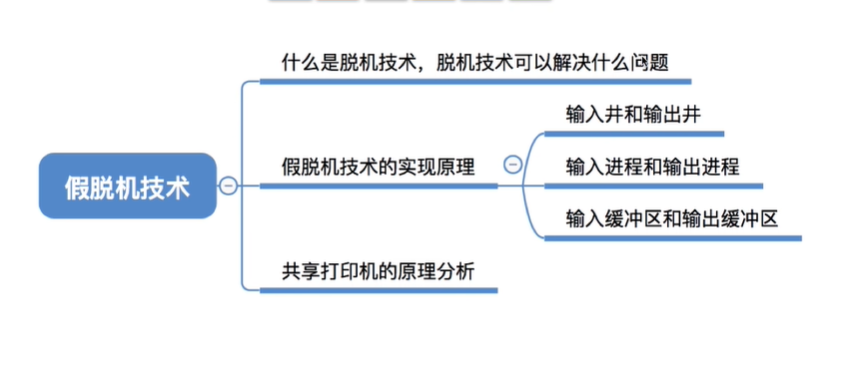 什么是脱机技术，脱机技术可以解决什么问题
输入井和输出井
假脱机技术的实现原理
输入进程和输出进程
假脱机技术
输入缓冲区和输出缓冲区
共享打印机的原理分析